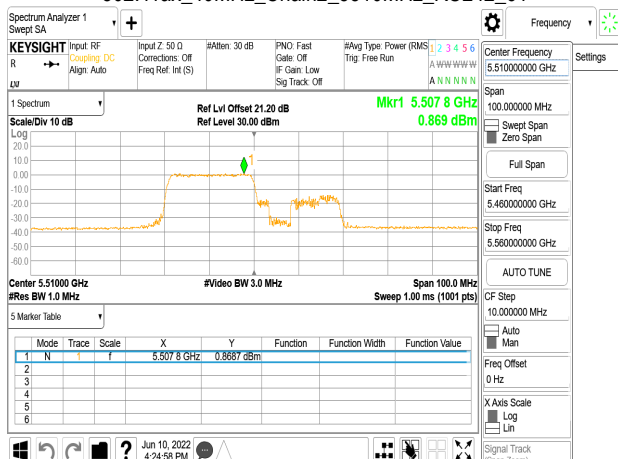 Spectrum Analyzer 1
Swept SA
+
Frequency
KEYSIGHT
R
LXI
Input: RF
Coupling: DC
Align: Auto
Input Z: 50 Ω
Corrections: Off
Freq Ref: Int (S)
#Atten: 30 dB
PNO: Fast
Gate: Off
IF Gain: Low
Sig Track: Off
#Avg Type: Power (RMS
Trig: Free Run
1 2 3 4 5 6
A W W W W W
A N N N N N
Center Frequency
5.510000000 GHz
Settings
Span
100.000000 MHz
Swept Span
Zero Span
Full Span
Start Freq
5.460000000 GHz
Stop Freq
5.560000000 GHz
AUTO TUNE
CF Step
10.000000 MHz
Auto
Man
Freq Offset
0 Hz
X Axis Scale
Log
Lin
Signal Track
1 Spectrum
Scale/Div 10 dB
Ref Lvl Offset 21.20 dB
Ref Level 30.00 dBm
Mkr1 5.507 8 GHz
0.869 dBm
Log
20.0
10.0
0.00
-10.0
-20.0
-30.0
-40.0
-50.0
-60.0
1
Center 5.51000 GHz
#Res BW 1.0 MHz
#Video BW 3.0 MHz
Span 100.0 MHz
Sweep 1.00 ms (1001 pts)
5 Marker Table
Mode Trace Scale X Y Function Function Width Function Value
1 N 1 f 5.507 8 GHz 0.8687 dBm
2
3
4
5
6
?
Jun 10, 2022
4:24:58 PM